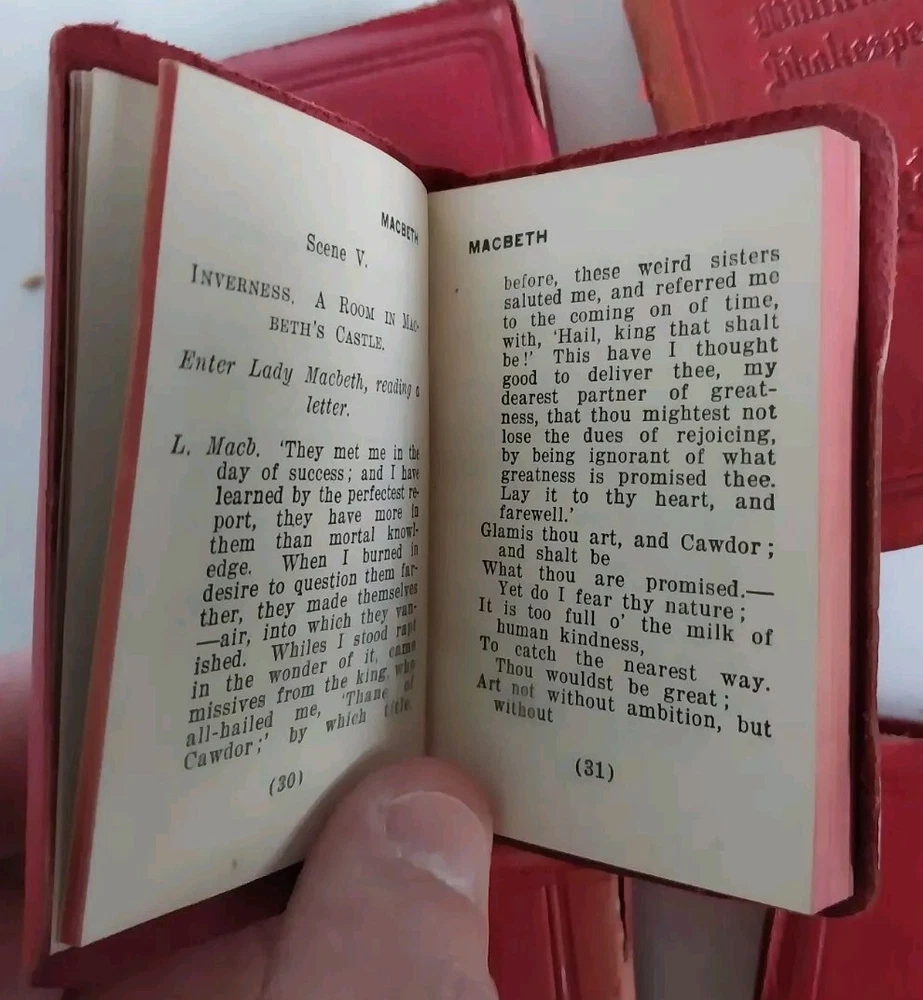 MACBETH
Scene V.
INVERNESS. A ROOM IN MAC-
BETH'S CASTLE.
Enter Lady Macbeth, reading a
letter.
L. Macb. 'They met me in the
day of success; and I have
learned by the perfectest re-
port, they have more in
them than mortal knowl-
edge. When I burned in
desire to question them far-
ther, they made themselves
—air, into which they van-
ished. Whiles I stood rapt
in the wonder of it, came
missives from the king, who
all-hailed me, 'Thane of
Cawdor;' by which title
(30)
MACBETH
before, these weird sisters
saluted me, and referred me
to the coming on of time,
with, 'Hail, king that shalt
be!' This have I thought
good to deliver thee, my
dearest partner of great-
ness, that thou mightest not
lose the dues of rejoicing,
by being ignorant of what
greatness is promised thee.
Lay it to thy heart, and
farewell.'
Glamis thou art, and Cawdor;
and shalt be
What thou are promised.—
Yet do I fear thy nature;
It is too full o' the milk of
human kindness,
To catch the nearest way.
Thou wouldst be great;
Art not without ambition, but
without
(31)